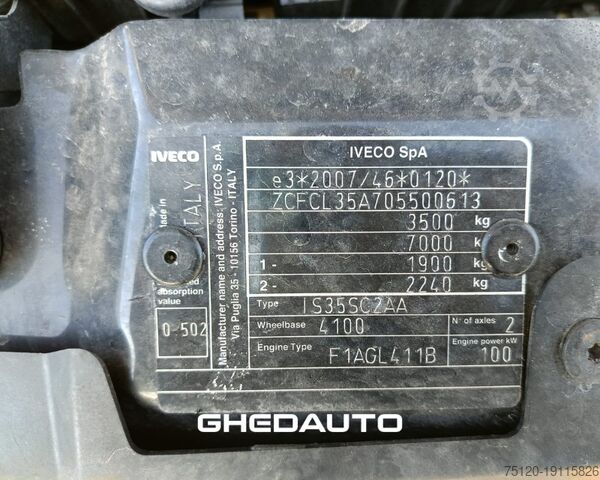 IVECO SpA
e3*2007/46*0120*
ZCFCL35A705500613
3500 kg
7000 kg
1- 1900 kg
2- 2240 kg
Type IS35SC2AA
Wheelbase 4100 N° of axles 2
Engine Type F1AGL411B Engine power kW 100
IVECO
Made in
ITALY
absorption
value
0-502
Manufacturer name and address: IVECO S.p.A.
Via Puglia 35 - 10156 Torino - ITALY
GHEDAUTO
75120-19115826